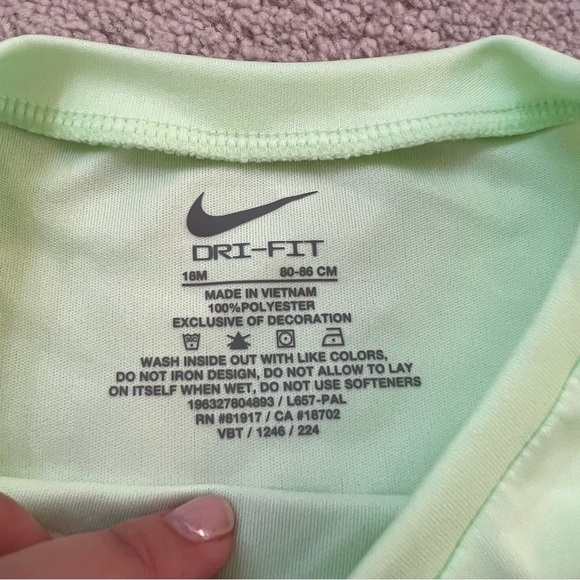 DRI-FIT
18M 80-86 CM
MADE IN VIETNAM
100%POLYESTER
EXCLUSIVE OF DECORATION
WASH INSIDE OUT WITH LIKE COLORS,
DO NOT IRON DESIGN, DO NOT ALLOW TO LAY
ON ITSELF WHEN WET, DO NOT USE SOFTENERS
196327804893 / L657-PAL
RN #81917 / CA #18702
VBT / 1246 / 224